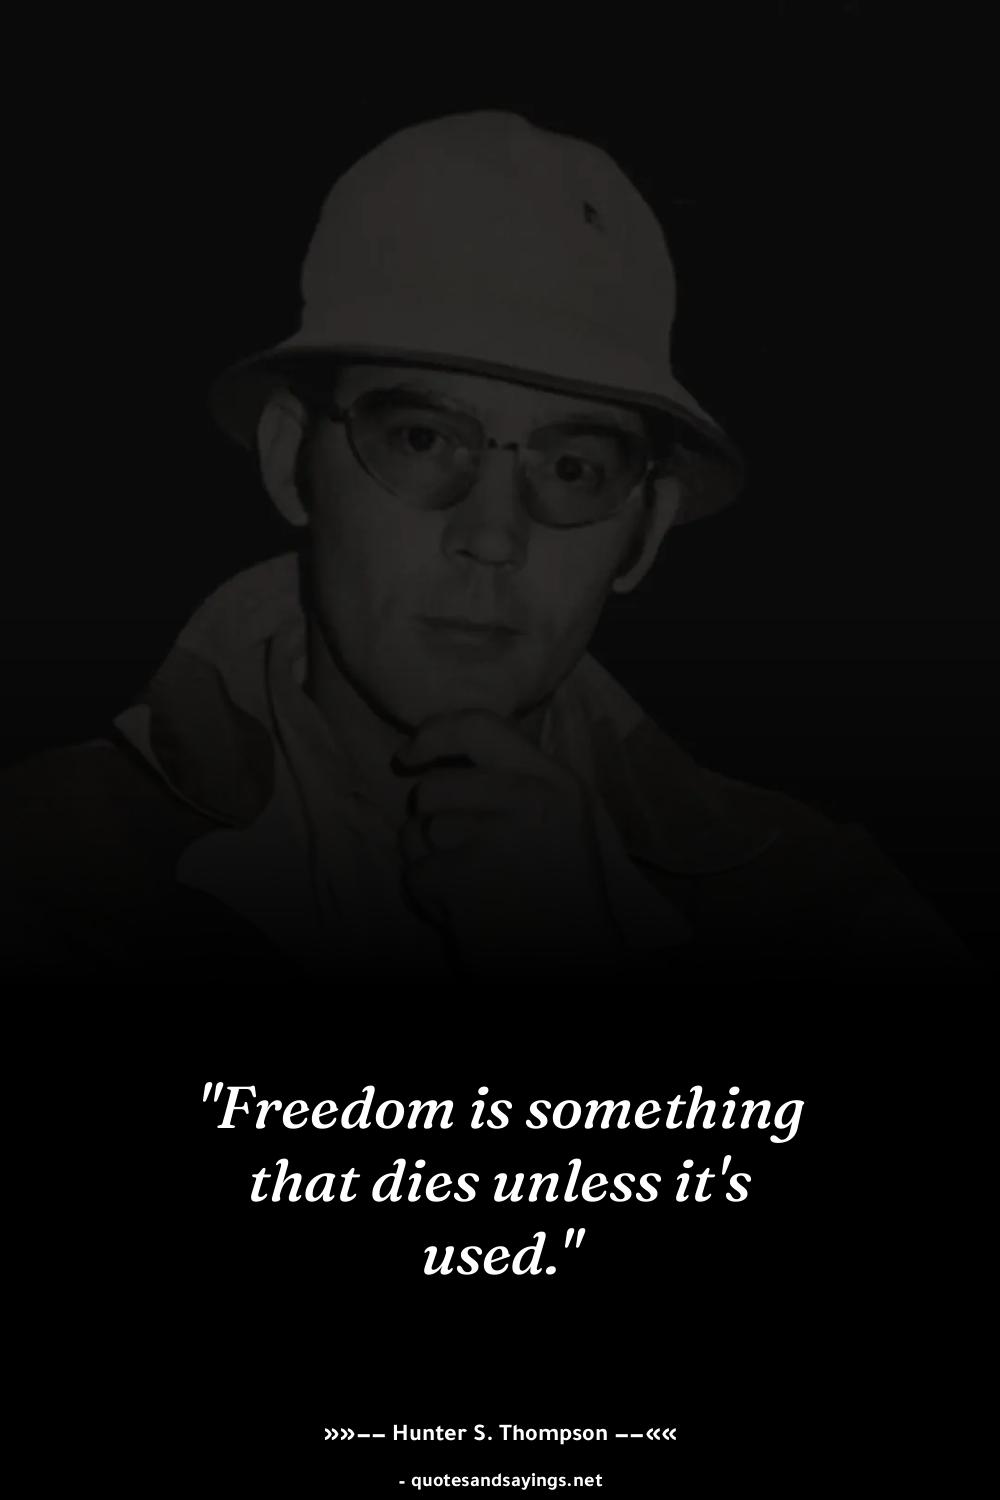 "Freedom is something
that dies unless it's
used."
»»–– Hunter S. Thompson ––««
- quotesandsayings.net